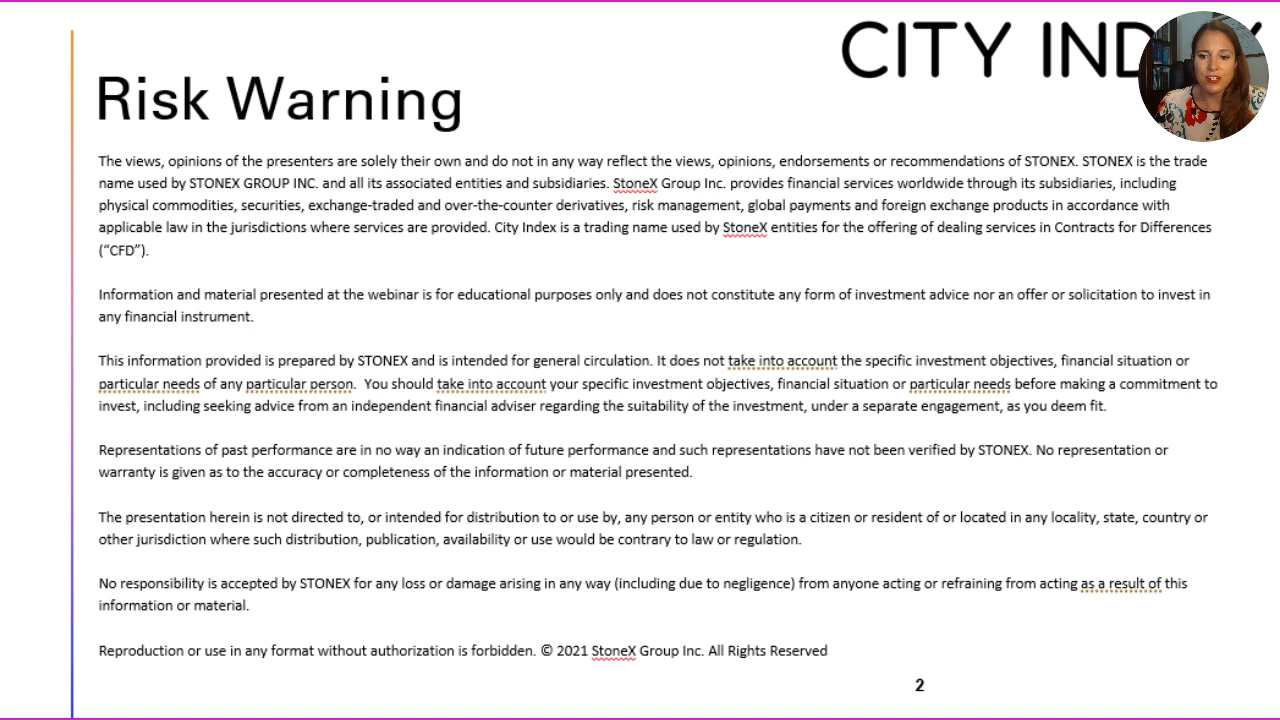 CITY IND
Risk Warning
The views, opinions of the presenters are solely their own and do not in any way reflect the views, opinions, endorsements or recommendations of STONEX. STONEX is the trade
name used by STONEX GROUP INC. and all its associated entities and subsidiaries. StoneX Group Inc. provides financial services worldwide through its subsidiaries, including
physical commodities, securities, exchange-traded and over-the-counter derivatives, risk management, global payments and foreign exchange products in accordance with
applicable law in the jurisdictions where services are provided. City Index is a trading name used by StoneX entities for the offering of dealing services in Contracts for Differences
(“CFD”).
Information and material presented at the webinar is for educational purposes only and does not constitute any form of investment advice nor an offer or solicitation to invest in
any financial instrument.
This information provided is prepared by STONEX and is intended for general circulation. It does not take into account the specific investment objectives, financial situation or
particular needs of any particular person.  You should take into account your specific investment objectives, financial situation or particular needs before making a commitment to
invest, including seeking advice from an independent financial adviser regarding the suitability of the investment, under a separate engagement, as you deem fit.
Representations of past performance are in no way an indication of future performance and such representations have not been verified by STONEX. No representation or
warranty is given as to the accuracy or completeness of the information or material presented.
The presentation herein is not directed to, or intended for distribution to or use by, any person or entity who is a citizen or resident of or located in any locality, state, country or
other jurisdiction where such distribution, publication, availability or use would be contrary to law or regulation.
No responsibility is accepted by STONEX for any loss or damage arising in any way (including due to negligence) from anyone acting or refraining from acting as a result of this
information or material.
Reproduction or use in any format without authorization is forbidden. © 2021 StoneX Group Inc. All Rights Reserved
2